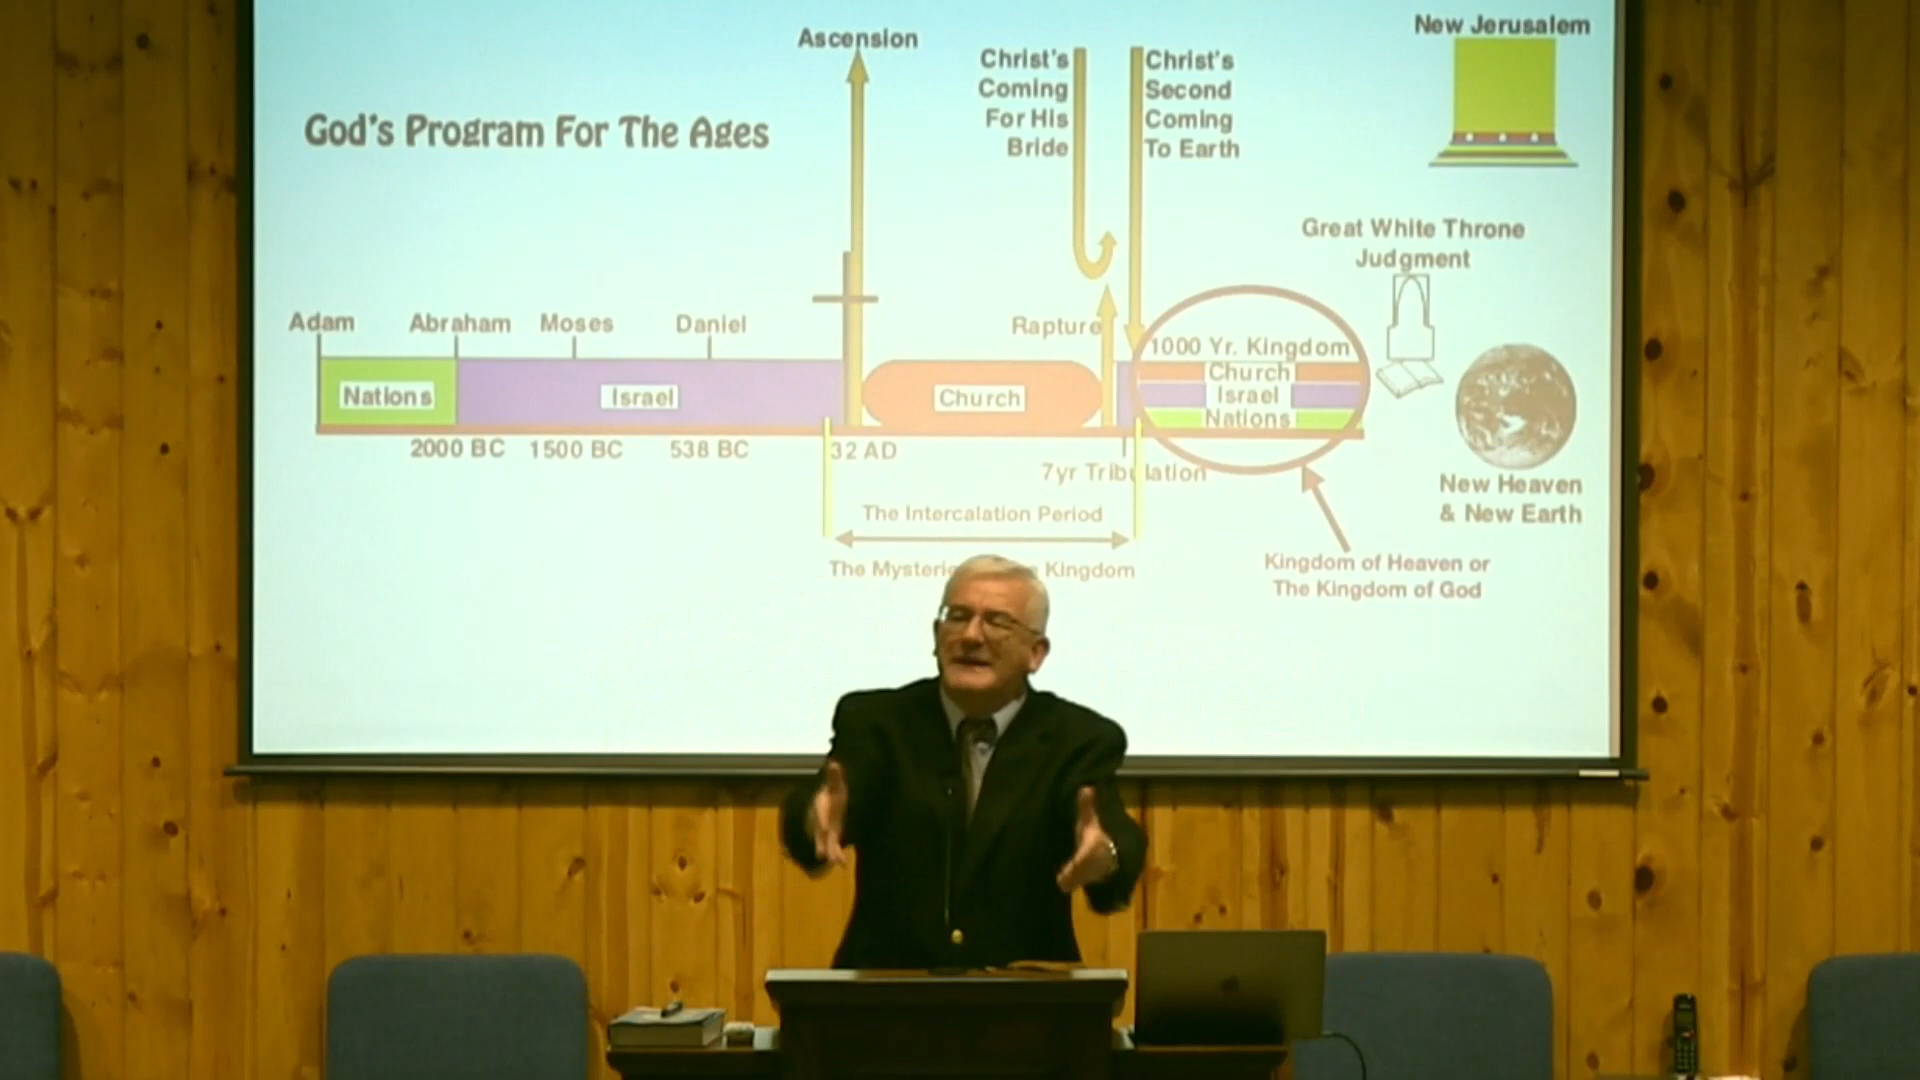 God's Program For The Ages
Ascension
Christ's
Coming
For His
Bride
Christ's
Second
Coming
To Earth
New Jerusalem
Great White Throne
Judgment
Adam
Abraham
Moses
Daniel
Rapture
1000 Yr. Kingdom
Church
Israel
Nations
Nations
Israel
Church
2000 BC
1500 BC
538 BC
32 AD
7yr Tribulation
New Heaven
& New Earth
The Intercalation Period
Kingdom of Heaven or
The Kingdom of God
The Kingdom